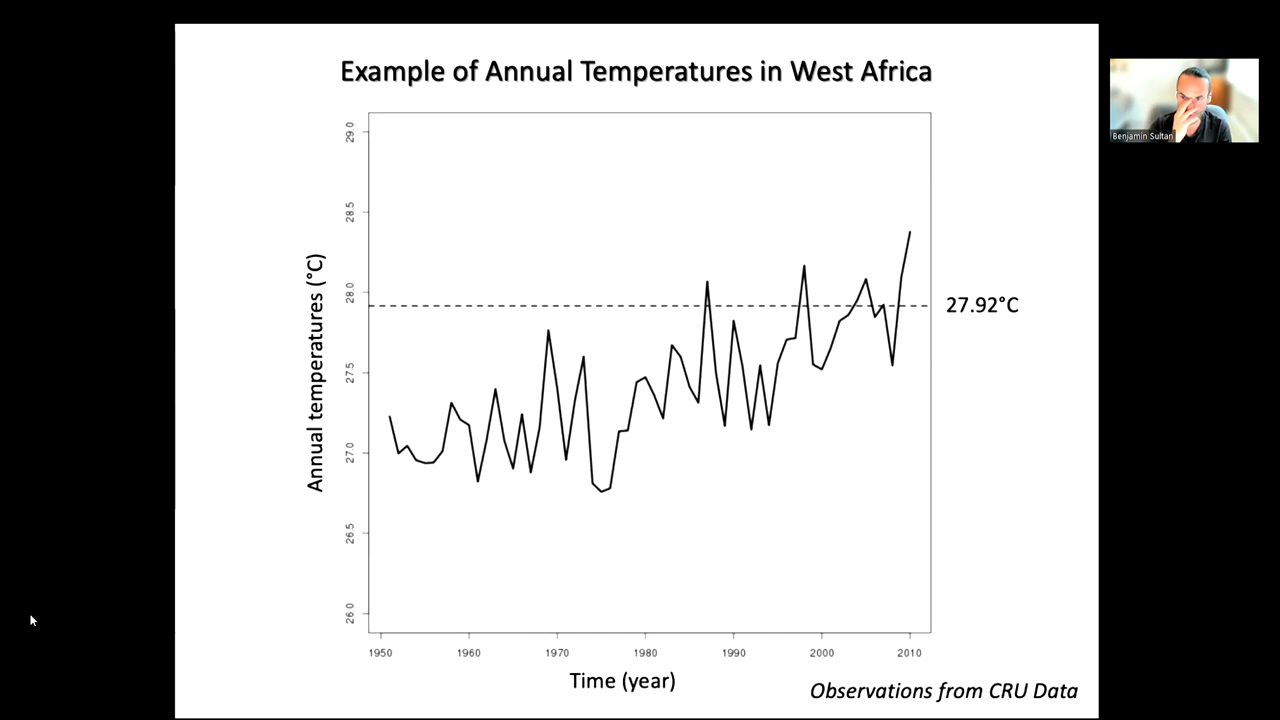 Example of Annual Temperatures in West Africa
Benjamin Sultan
29.0
28.5
28.0
27.5
27.0
26.5
26.0
Annual temperatures (°C)
27.92°C
1950 1960 1970 1980 1990 2000 2010
Time (year)
Observations from CRU Data